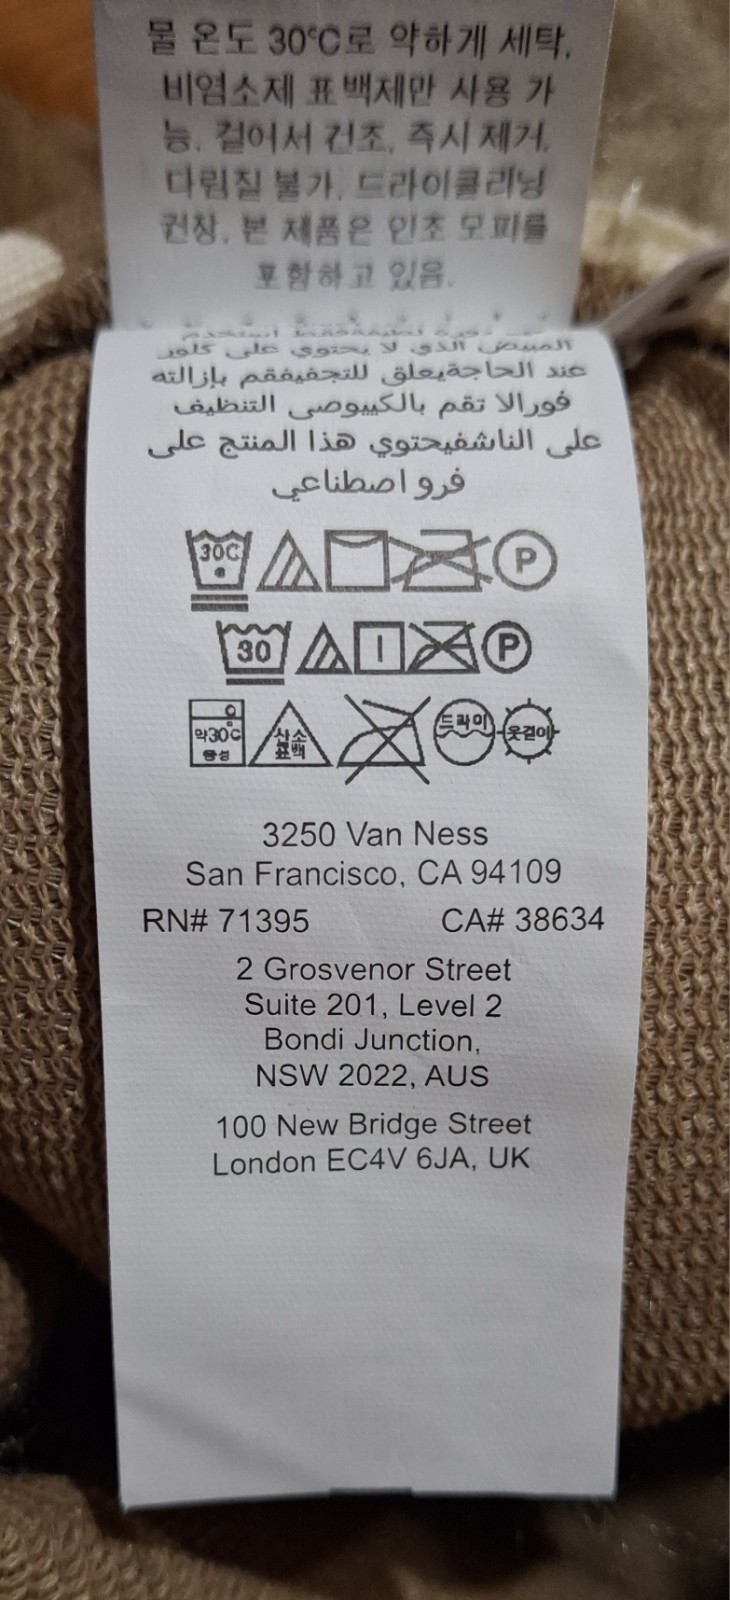 물 온도 30℃로 약하게 세탁.
비염소제 표백제만 사용 가
능. 걸어서 건조. 즉시 제거.
다림질 불가. 드라이클리닝
권장. 본 제품은 인조 모피를
포함하고 있음.
المبيض الذي لا يحتوي على كلور
عند الحاجةيعلق للتجفيفقم بإزالته
فورالا تقم بالكييوصى التنظيف
على الناشفيحتوي هذا المنتج على
فرو اصطناعي
30C P
30 P
약30℃ 중성 산소 표백 드라이 옷걸이
3250 Van Ness
San Francisco, CA 94109
RN# 71395 CA# 38634
2 Grosvenor Street
Suite 201, Level 2
Bondi Junction,
NSW 2022, AUS
100 New Bridge Street
London EC4V 6JA, UK